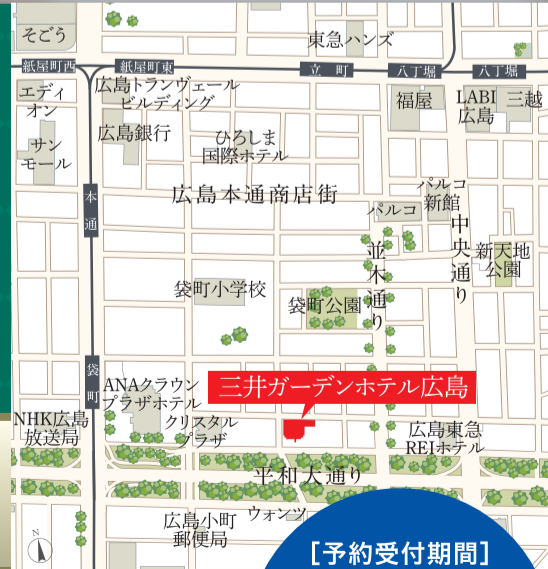 そごう
東急ハンズ
紙屋町西
紙屋町東
立町
八丁堀
八丁堀
エディ
オン
広島トランヴェール
ビルディング
福屋
LABI
広島
三越
サン
モール
広島銀行
ひろしま
国際ホテル
本通
広島本通商店街
パルコ
新館
パルコ
中央通り
並木通り
新天地
公園
袋町小学校
袋町公園
袋町
ANAクラウン
プラザホテル
三井ガーデンホテル広島
NHK広島
放送局
クリスタル
プラザ
広島東急
REIホテル
平和大通り
広島小町
郵便局
ウォンツ
N
[予約受付期間]